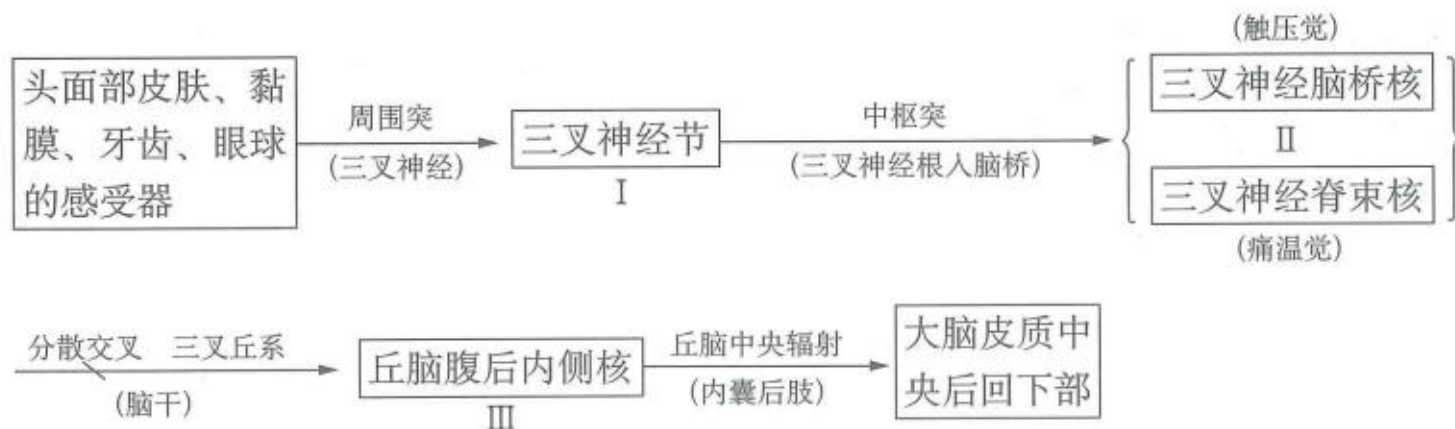 头面部皮肤、黏
膜、牙齿、眼球
的感受器
周围突
(三叉神经)
三叉神经节
Ⅰ
中枢突
(三叉神经根入脑桥)
(触压觉)
三叉神经脑桥核
Ⅱ
三叉神经脊束核
(痛温觉)
分散交叉 三叉丘系
(脑干)
丘脑腹后内侧核
Ⅲ
丘脑中央辐射
(内囊后肢)
大脑皮质中
央后回下部